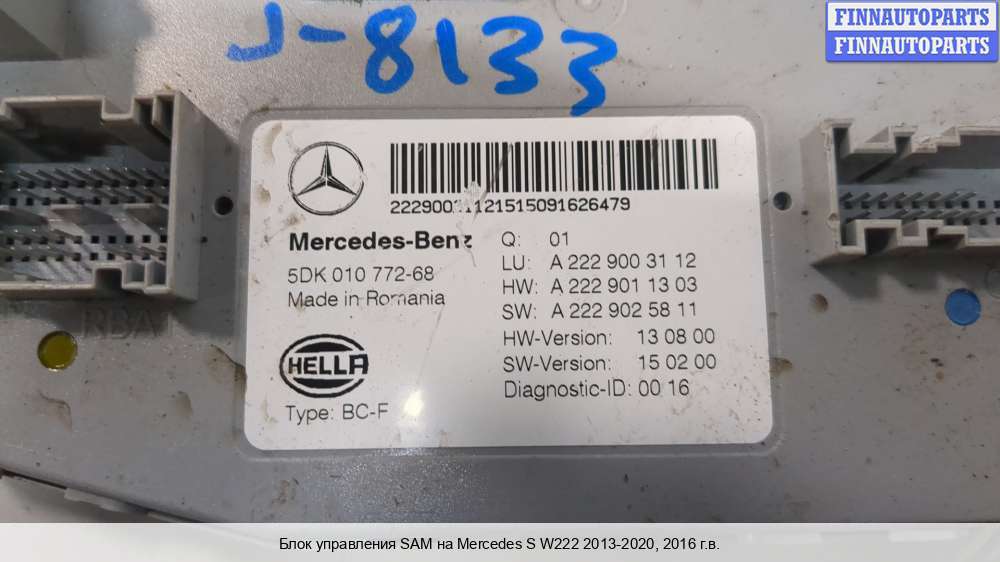 J-8133
FINNAUTOPARTS
FINNAUTOPARTS
Mercedes-Benz
5DK 010 772-68
Made in Romania
HELLA
Type: BC-F
Q: 01
LU: A 222 900 31 12
HW: A 222 901 13 03
SW: A 222 902 58 11
HW-Version: 13 08 00
SW-Version: 15 02 00
Diagnostic-ID: 00 16
Блок управления SAM на Mercedes S W222 2013-2020, 2016 г.в.